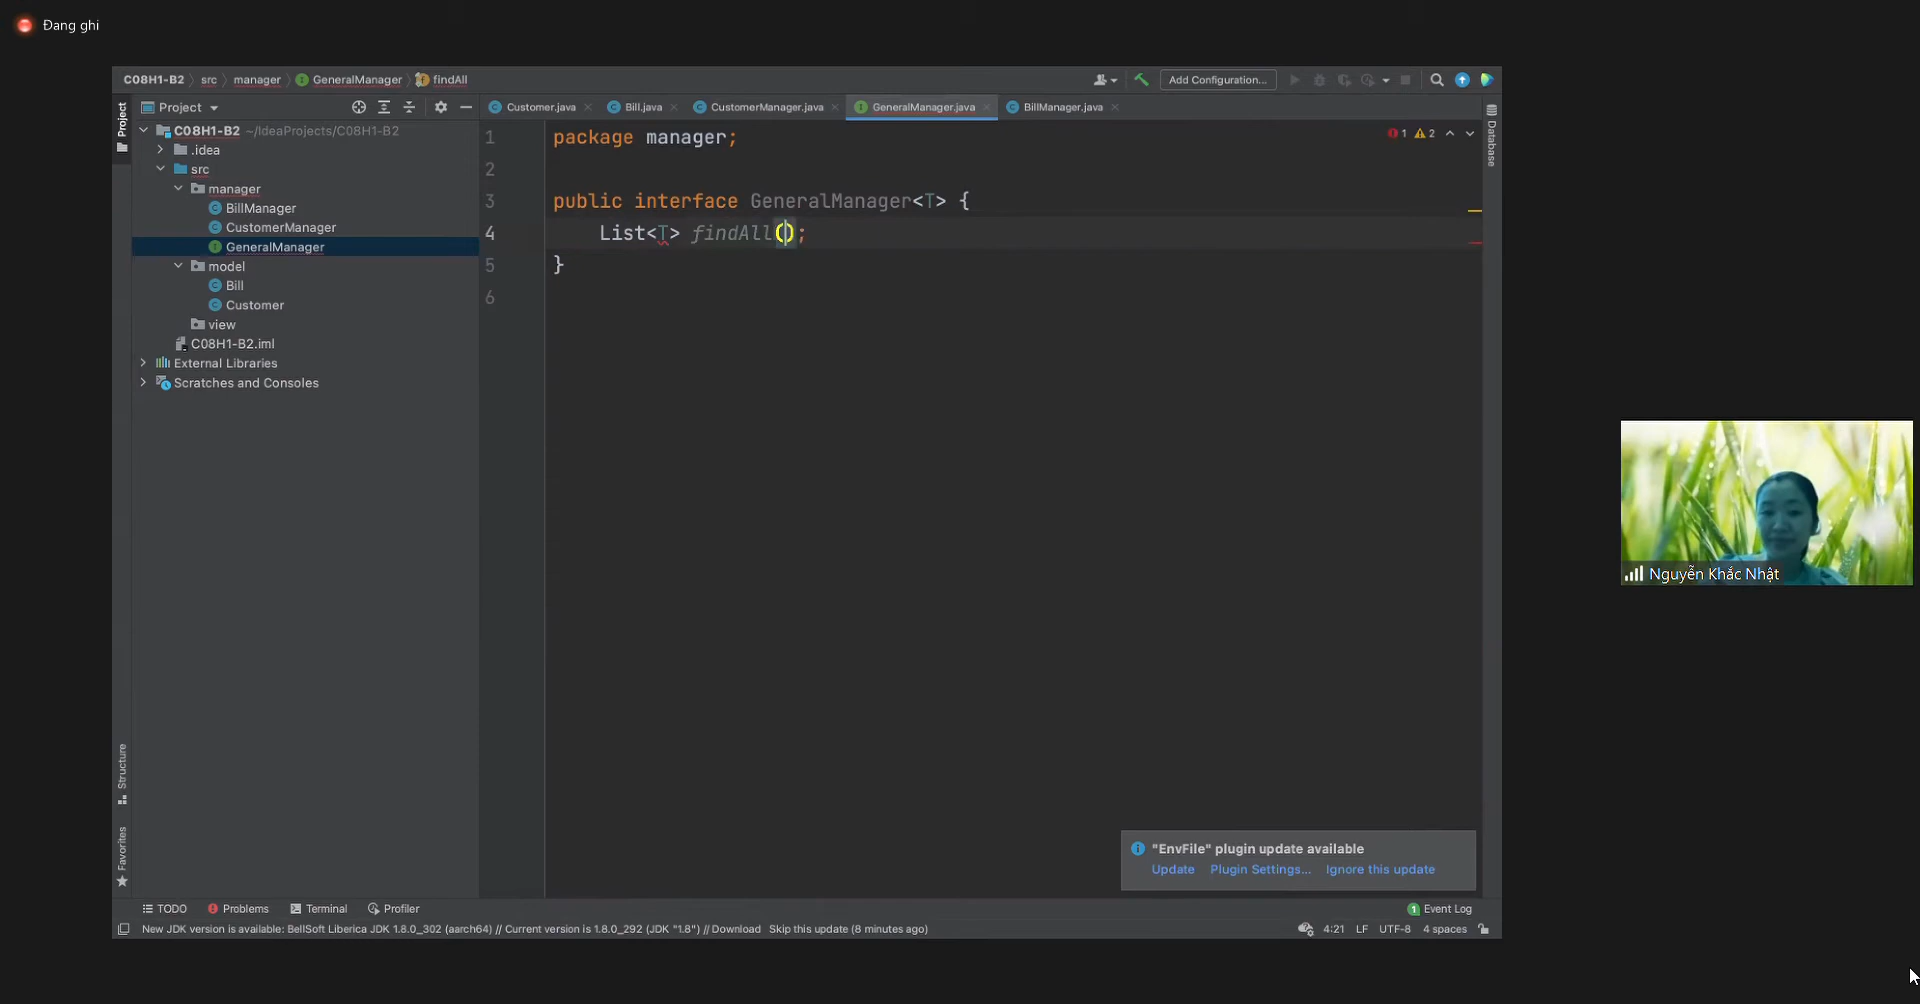 Đang ghi
C08H1-B2 src manager GeneralManager findAll
Add Configuration...
Project
Customer.java Bill.java CustomerManager.java GeneralManager.java BillManager.java
Project
Database
C08H1-B2 ~/IdeaProjects/C08H1-B2
.idea
src
manager
BillManager
CustomerManager
GeneralManager
model
Bill
Customer
view
C08H1-B2.iml
External Libraries
Scratches and Consoles
1 package manager;
2
3 public interface GeneralManager<T> {
4 List<T> findAll();
5 }
6
1 2
Nguyễn Khắc Nhật
Structure
Favorites
"EnvFile" plugin update available
Update Plugin Settings... Ignore this update
TODO Problems Terminal Profiler
1 Event Log
New JDK version is available: BellSoft Liberica JDK 1.8.0_302 (aarch64) // Current version is 1.8.0_292 (JDK "1.8") // Download Skip this update (8 minutes ago)
4:21 LF UTF-8 4 spaces